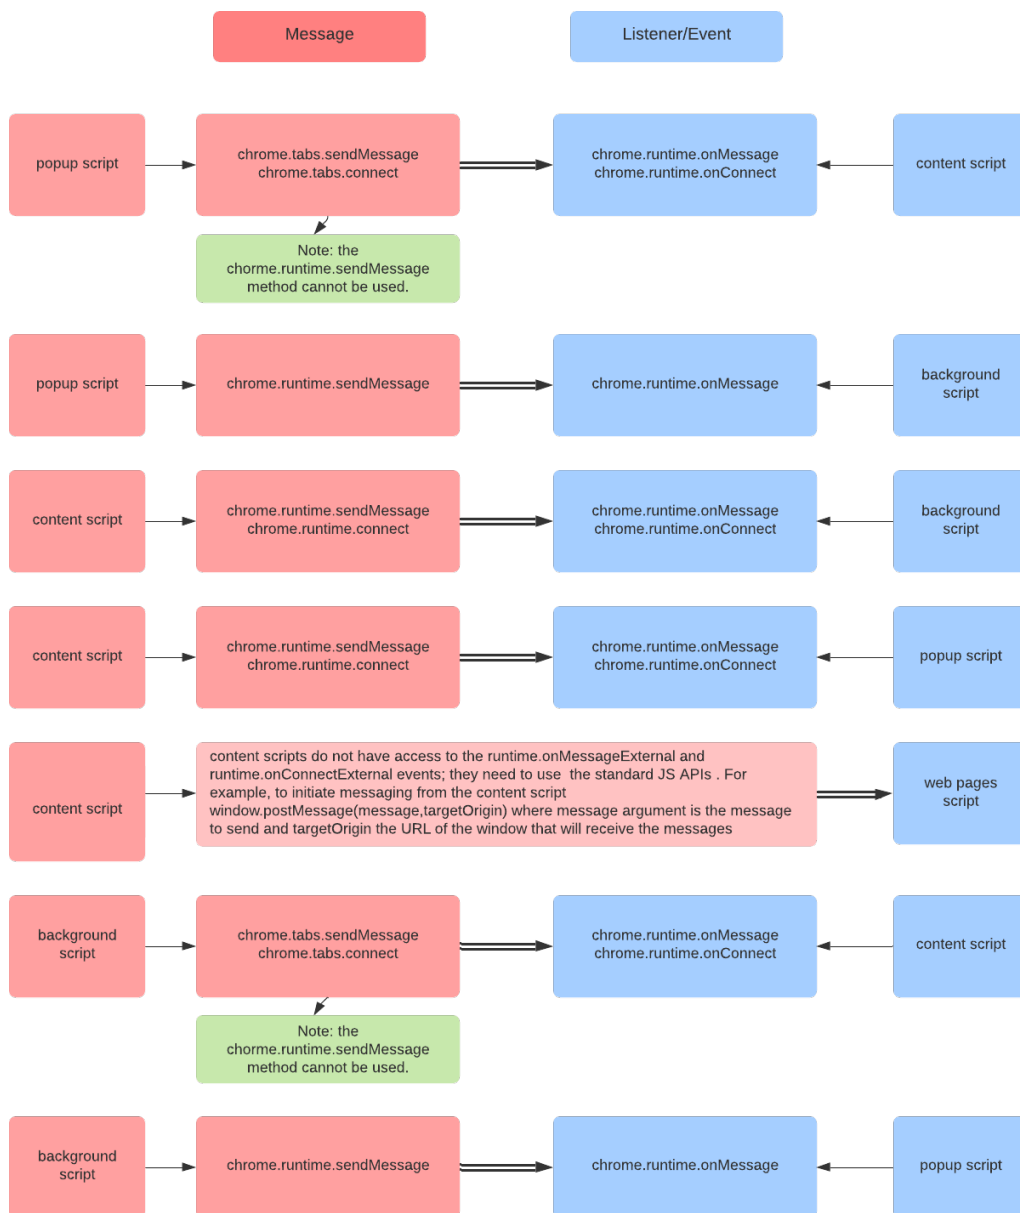 Message
Listener/Event
popup script
chrome.tabs.sendMessage
chrome.tabs.connect
chrome.runtime.onMessage
chrome.runtime.onConnect
content script
Note: the
chorme.runtime.sendMessage
method cannot be used.
popup script
chrome.runtime.sendMessage
chrome.runtime.onMessage
background
script
content script
chrome.runtime.sendMessage
chrome.runtime.connect
chrome.runtime.onMessage
chrome.runtime.onConnect
background
script
content script
chrome.runtime.sendMessage
chrome.runtime.connect
chrome.runtime.onMessage
chrome.runtime.onConnect
popup script
content script
content scripts do not have access to the runtime.onMessageExternal and
runtime.onConnectExternal events; they need to use  the standard JS APIs . For
example, to initiate messaging from the content script
window.postMessage(message,targetOrigin) where message argument is the message
to send and targetOrigin the URL of the window that will receive the messages
web pages
script
background
script
chrome.tabs.sendMessage
chrome.tabs.connect
chrome.runtime.onMessage
chrome.runtime.onConnect
content script
Note: the
chorme.runtime.sendMessage
method cannot be used.
background
script
chrome.runtime.sendMessage
chrome.runtime.onMessage
popup script